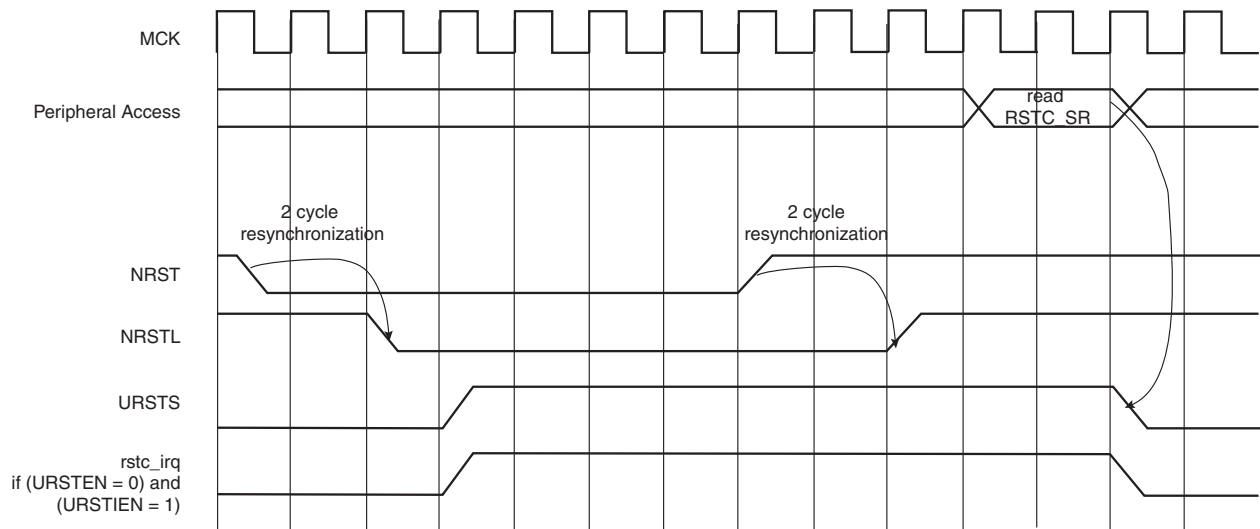 MCK
Peripheral Access
read
RSTC_SR
2 cycle
resynchronization
2 cycle
resynchronization
NRST
NRSTL
URSTS
rstc_irq
if (URSTEN = 0) and
(URSTIEN = 1)